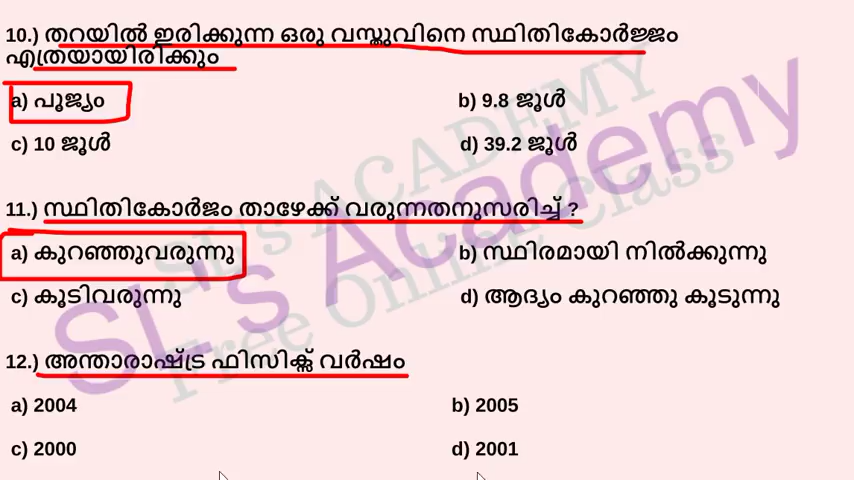 10.) തറയിൽ ഇരിക്കുന്ന ഒരു വസ്തുവിനെ സ്ഥിതികോർജ്ജം
എത്രയായിരിക്കും
a) പൂജ്യം
b) 9.8 ജൂൾ
c) 10 ജൂൾ
d) 39.2 ജൂൾ
11.) സ്ഥിതികോർജം താഴേക്ക് വരുന്നതനുസരിച്ച് ?
a) കുറഞ്ഞുവരുന്നു
b) സ്ഥിരമായി നിൽക്കുന്നു
c) കൂടിവരുന്നു
d) ആദ്യം കുറഞ്ഞു കൂടുന്നു
12.) അന്താരാഷ്ട്ര ഫിസിക്സ് വർഷം
a) 2004
b) 2005
c) 2000
d) 2001
SL's ACADEMY
SL's Academy
Free Online Class